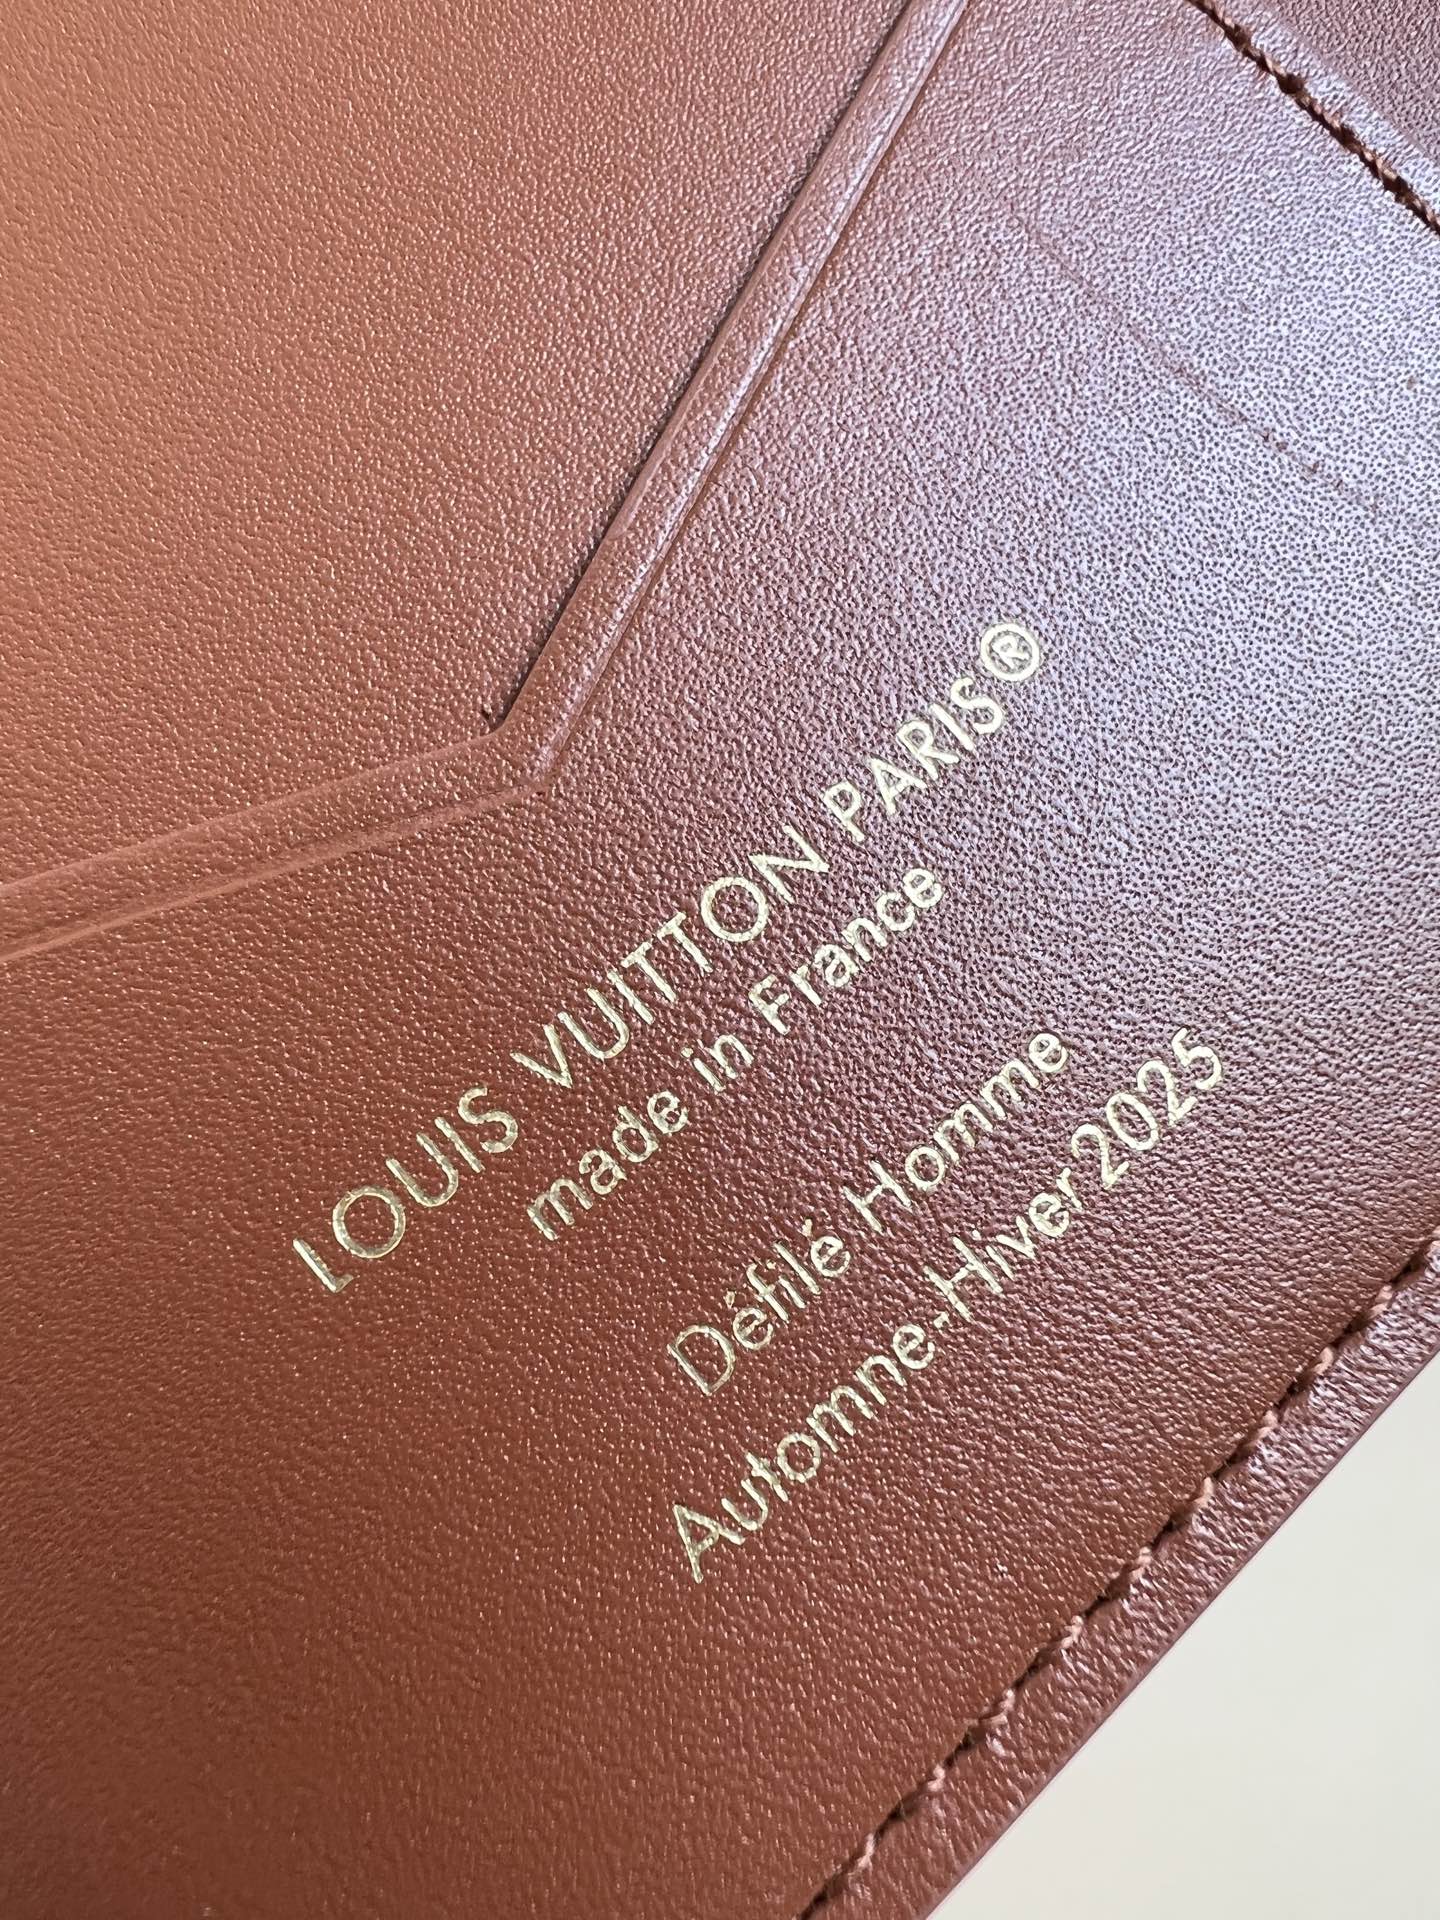 LOUIS VUITTON PARIS®
made in France
Défilé Homme
Automne-Hiver 2025